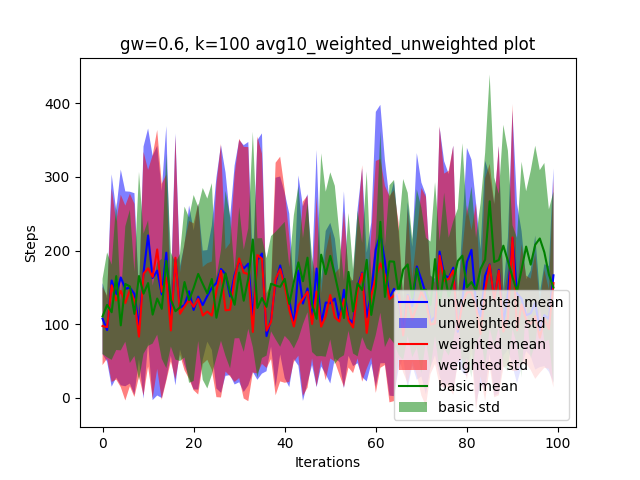 gw=0.6, k=100 avg10_weighted_unweighted plot
Steps
400
300
200
100
0
unweighted mean
unweighted std
weighted mean
weighted std
basic mean
basic std
0 20 40 60 80 100
Iterations